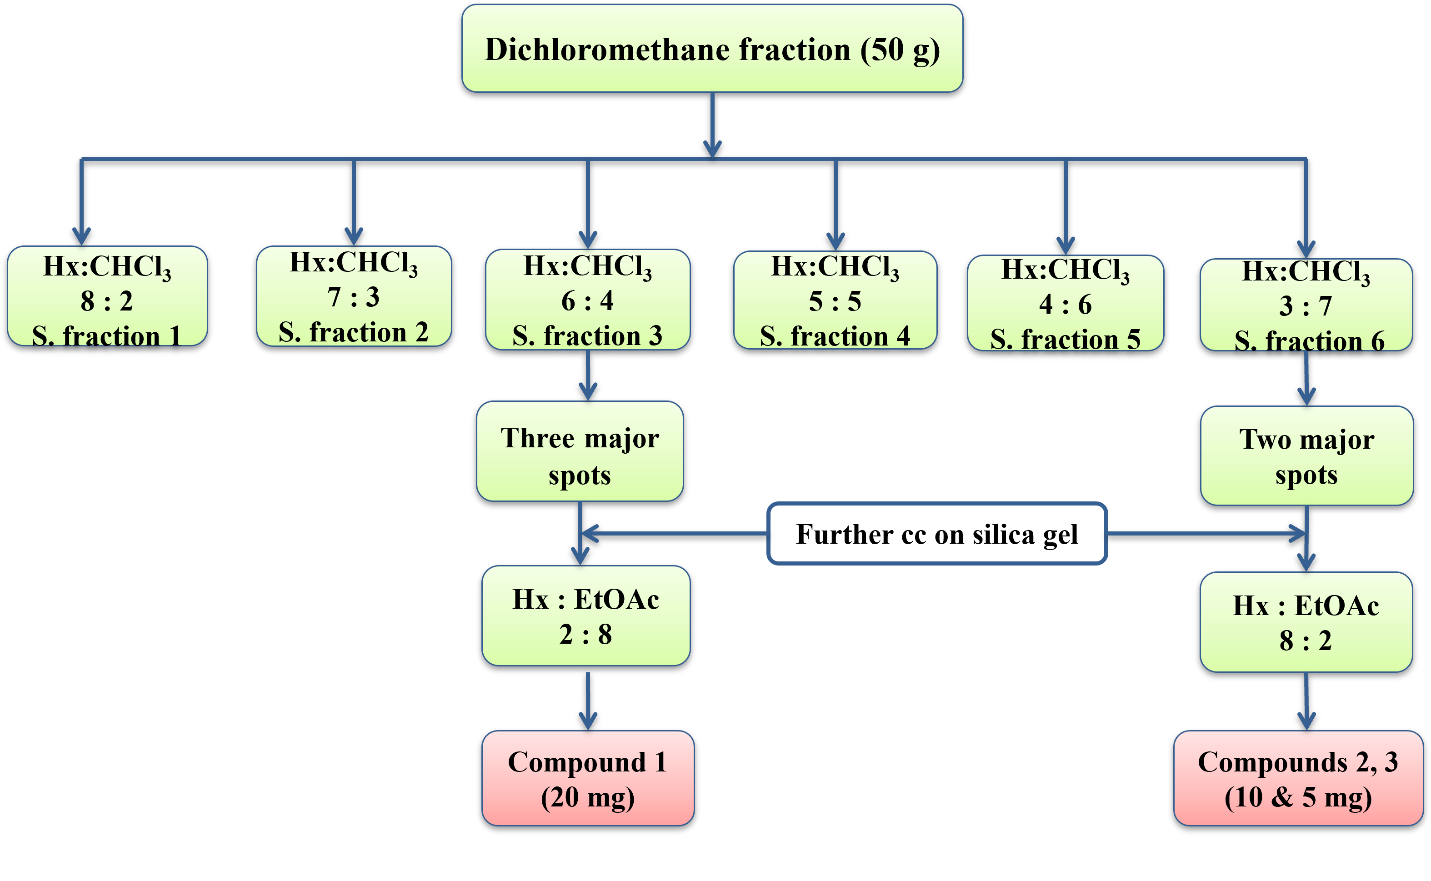 Dichloromethane fraction (50 g)
Hx:CHCl₃
8 : 2
S. fraction 1
Hx:CHCl₃
7 : 3
S. fraction 2
Hx:CHCl₃
6 : 4
S. fraction 3
Hx:CHCl₃
5 : 5
S. fraction 4
Hx:CHCl₃
4 : 6
S. fraction 5
Hx:CHCl₃
3 : 7
S. fraction 6
Three major
spots
Two major
spots
Further cc on silica gel
Hx : EtOAc
2 : 8
Hx : EtOAc
8 : 2
Compound 1
(20 mg)
Compounds 2, 3
(10 & 5 mg)